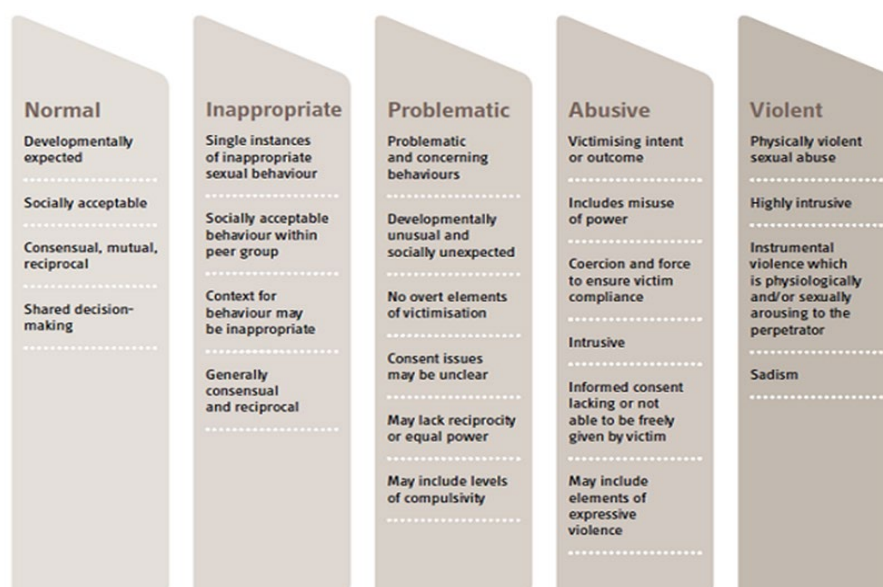 Normal
Developmentally
expected
Socially acceptable
Consensual, mutual,
reciprocal
Shared decision-
making
Inappropriate
Single instances
of inappropriate
sexual behaviour
Socially acceptable
behaviour within
peer group
Context for
behaviour may
be inappropriate
Generally
consensual
and reciprocal
Problematic
Problematic
and concerning
behaviours
Developmentally
unusual and
socially unexpected
No overt elements
of victimisation
Consent issues
may be unclear
May lack reciprocity
or equal power
May include levels
of compulsivity
Abusive
Victimising intent
or outcome
Includes misuse
of power
Coercion and force
to ensure victim
compliance
Intrusive
Informed consent
lacking or not
able to be freely
given by victim
May include
elements of
expressive
violence
Violent
Physically violent
sexual abuse
Highly intrusive
Instrumental
violence which
is physiologically
and/or sexually
arousing to the
perpetrator
Sadism